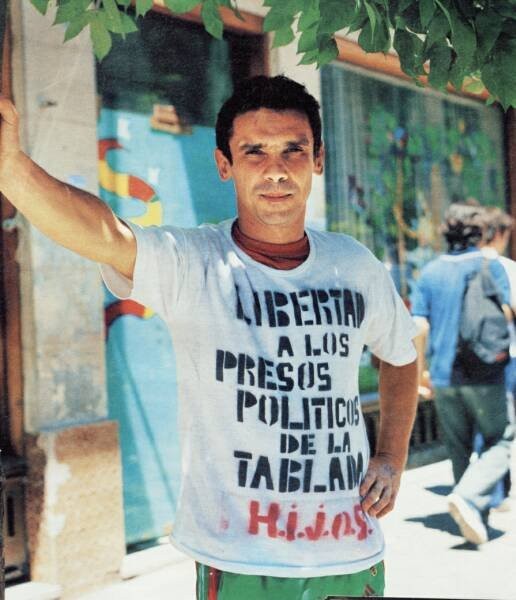 LIBERTAD
A LOS
PRESOS
POLITICOS
DE LA
TABLADA
H.i.j.o.s.